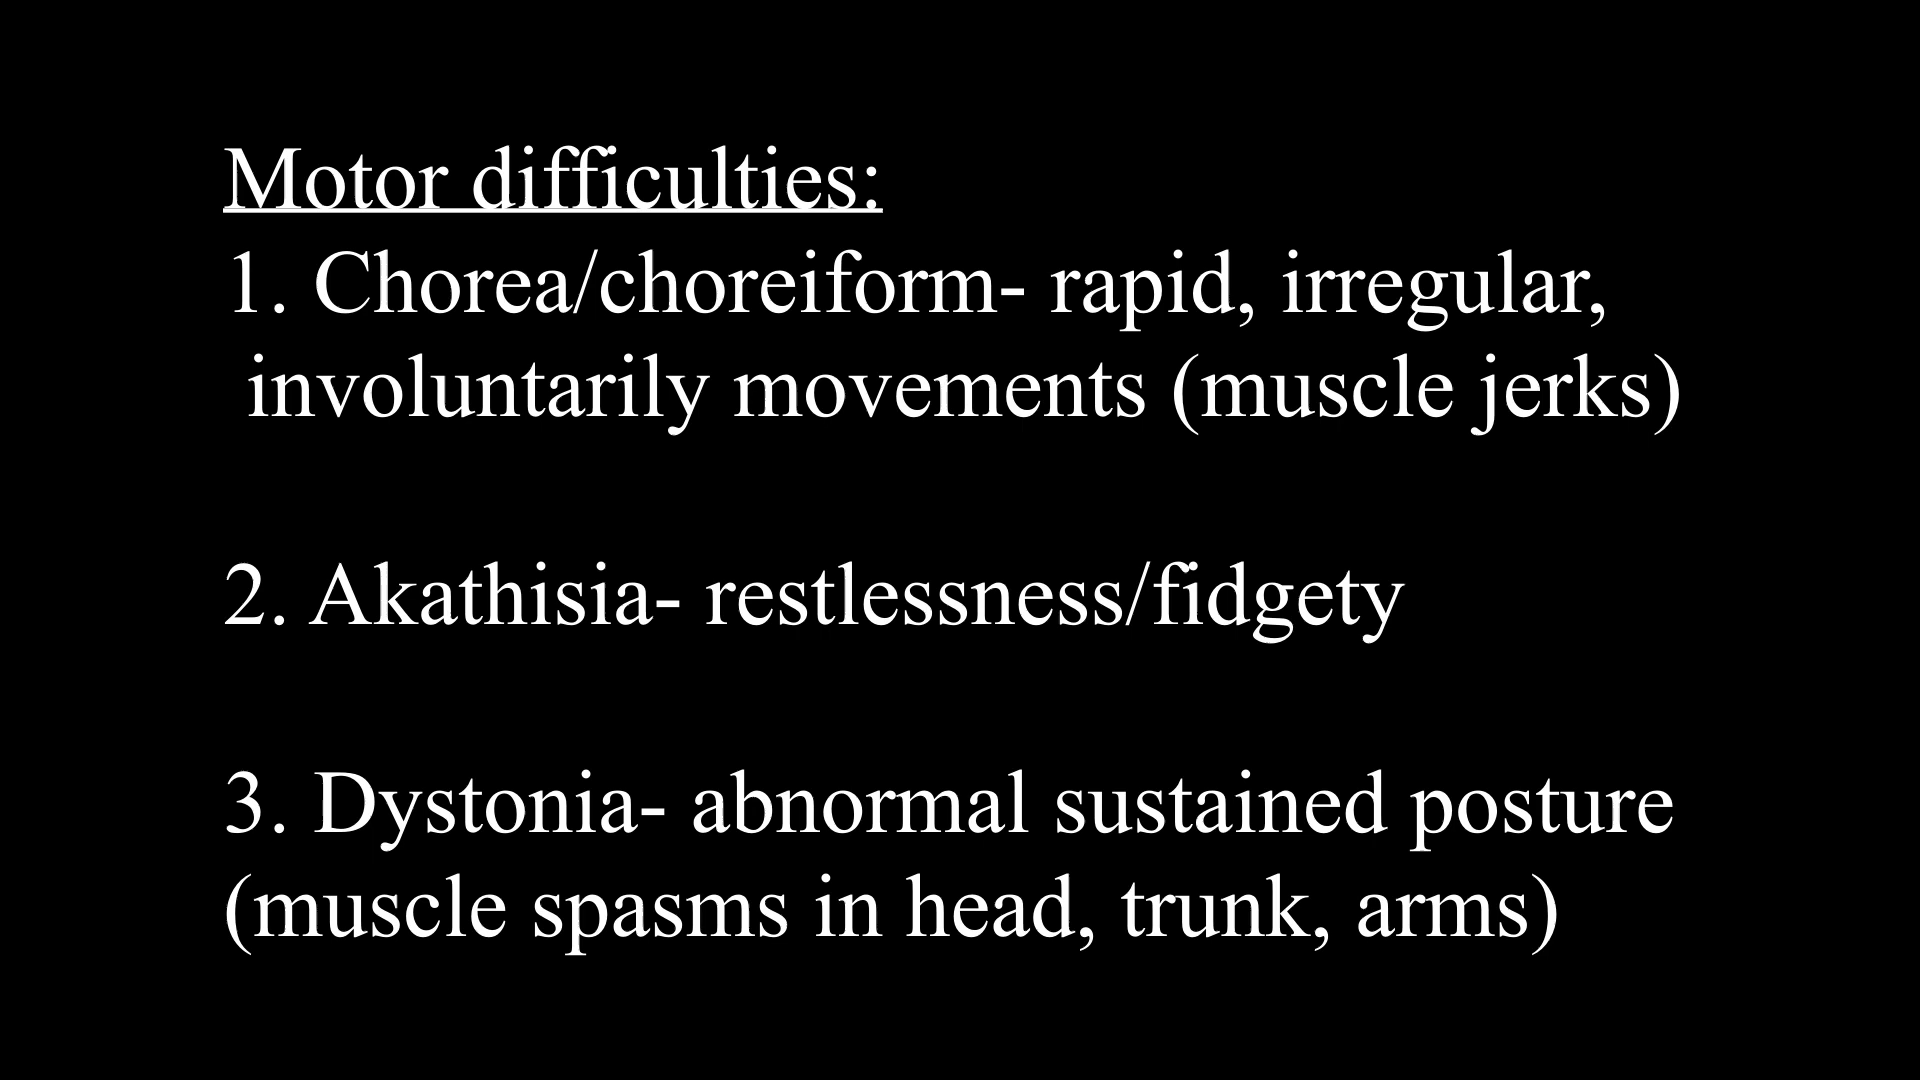 Motor difficulties:
1. Chorea/choreiform- rapid, irregular,
involuntarily movements (muscle jerks)
2. Akathisia- restlessness/fidgety
3. Dystonia- abnormal sustained posture
(muscle spasms in head, trunk, arms)